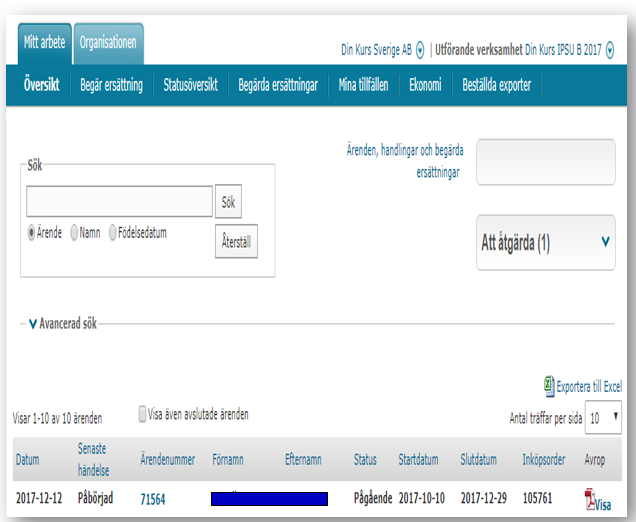 Mitt arbete Organisationen
Din Kurs Sverige AB | Utförande verksamhet Din Kurs IPSU B 2017
Översikt Begär ersättning Statusöversikt Begärda ersättningar Mina tillfällen Ekonomi Beställda exporter
Ärenden, handlingar och begärda
ersättningar
Sök
Sök
Ärende Namn Födelsedatum
Återställ
Att åtgärda (1)
Avancerad sök
Exportera till Excel
Visar 1-10 av 10 ärenden Visa även avslutade ärenden Antal träffar per sida 10
Datum Senaste händelse Ärendenummer Förnamn Efternamn Status Startdatum Slutdatum Inköpsorder Avrop
2017-12-12 Påbörjad 71564 Pågående 2017-10-10 2017-12-29 105761 Visa